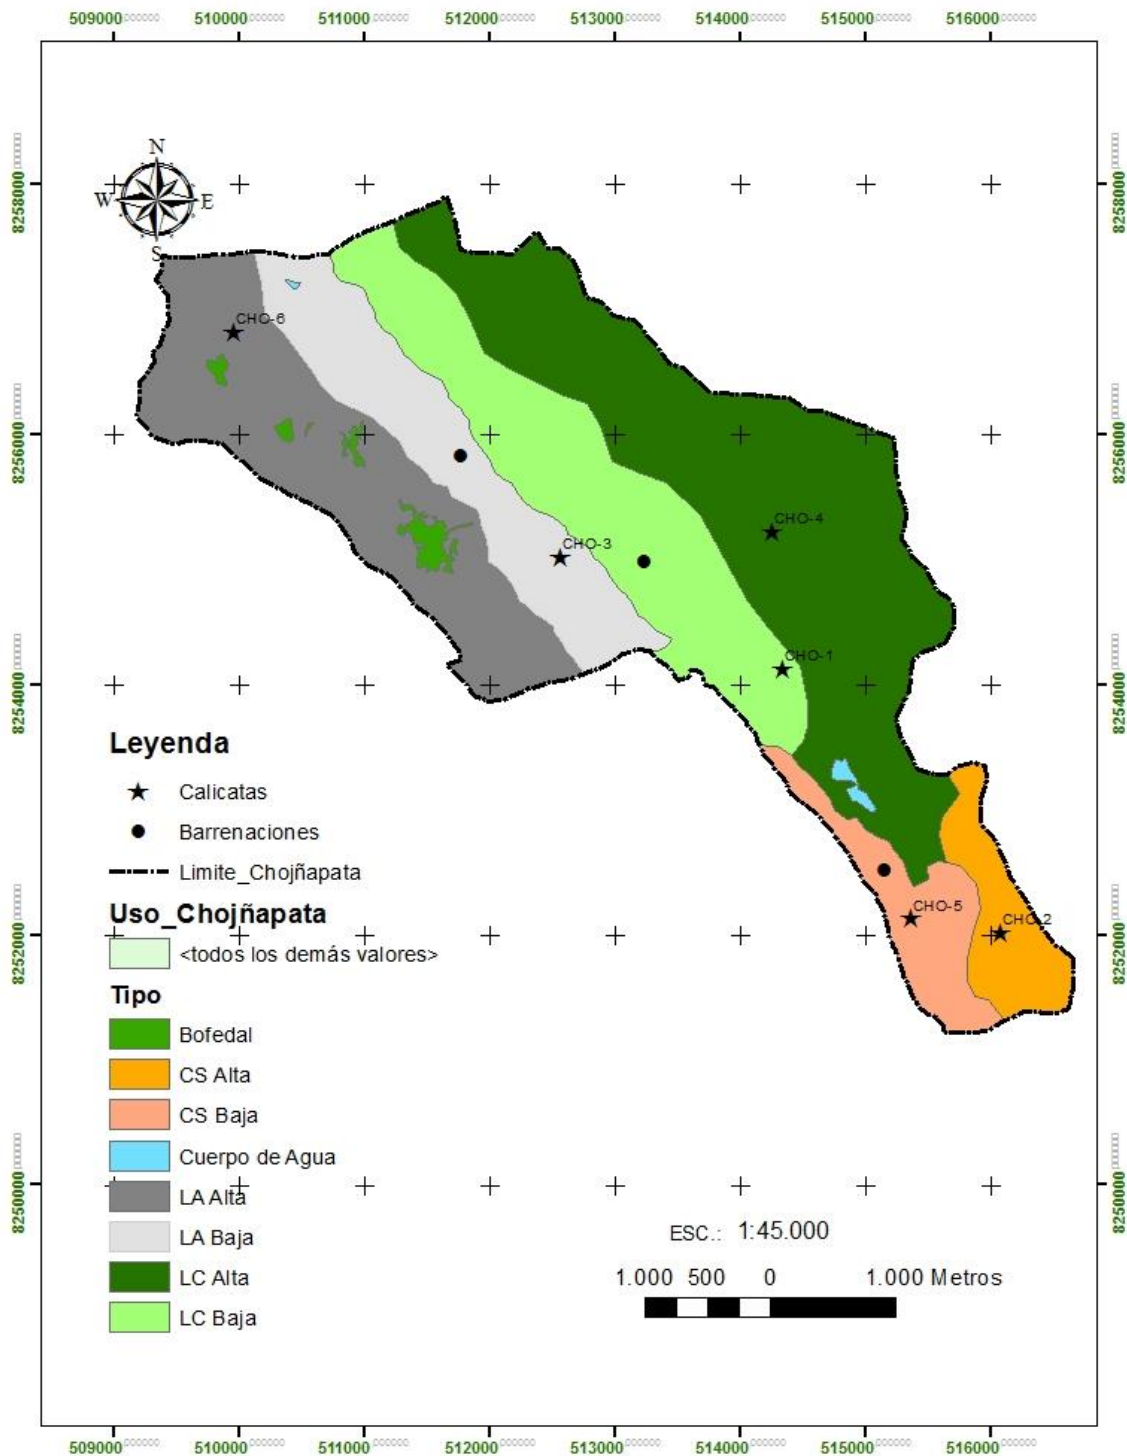 509000 510000 511000 512000 513000 514000 515000 516000
8258000 8258000
N
W E
S
CHO-6
8256000 8256000
CHO-4
CHO-3
CHO-1
8254000 8254000
Leyenda
Calicatas
Barrenaciones
Limite_Chojñapata
CHO-5
CHO-2
8252000 8252000
Uso_Chojñapata
<todos los demás valores>
Tipo
Bofedal
CS Alta
CS Baja
Cuerpo de Agua
LA Alta
LA Baja
LC Alta
LC Baja
8250000 8250000
ESC.: 1:45.000
1.000 500 0 1.000 Metros
509000 510000 511000 512000 513000 514000 515000 516000